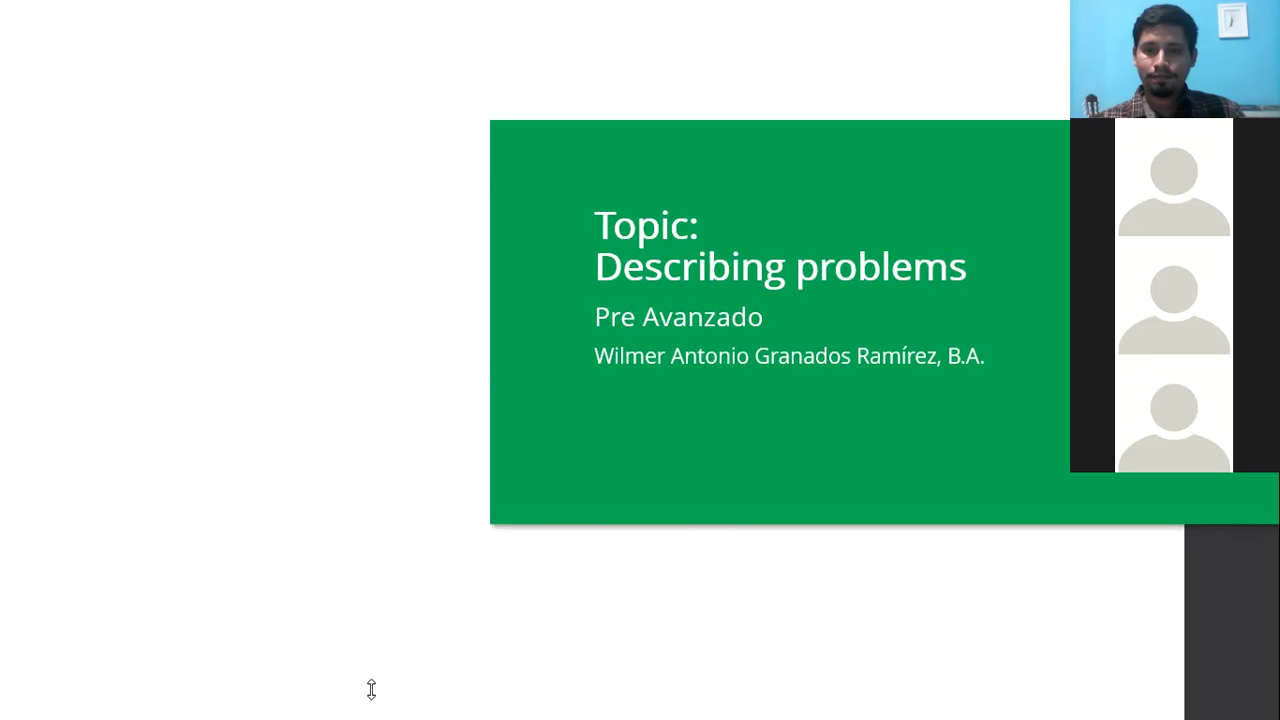 Topic:
Describing problems
Pre Avanzado
Wilmer Antonio Granados Ramírez, B.A.